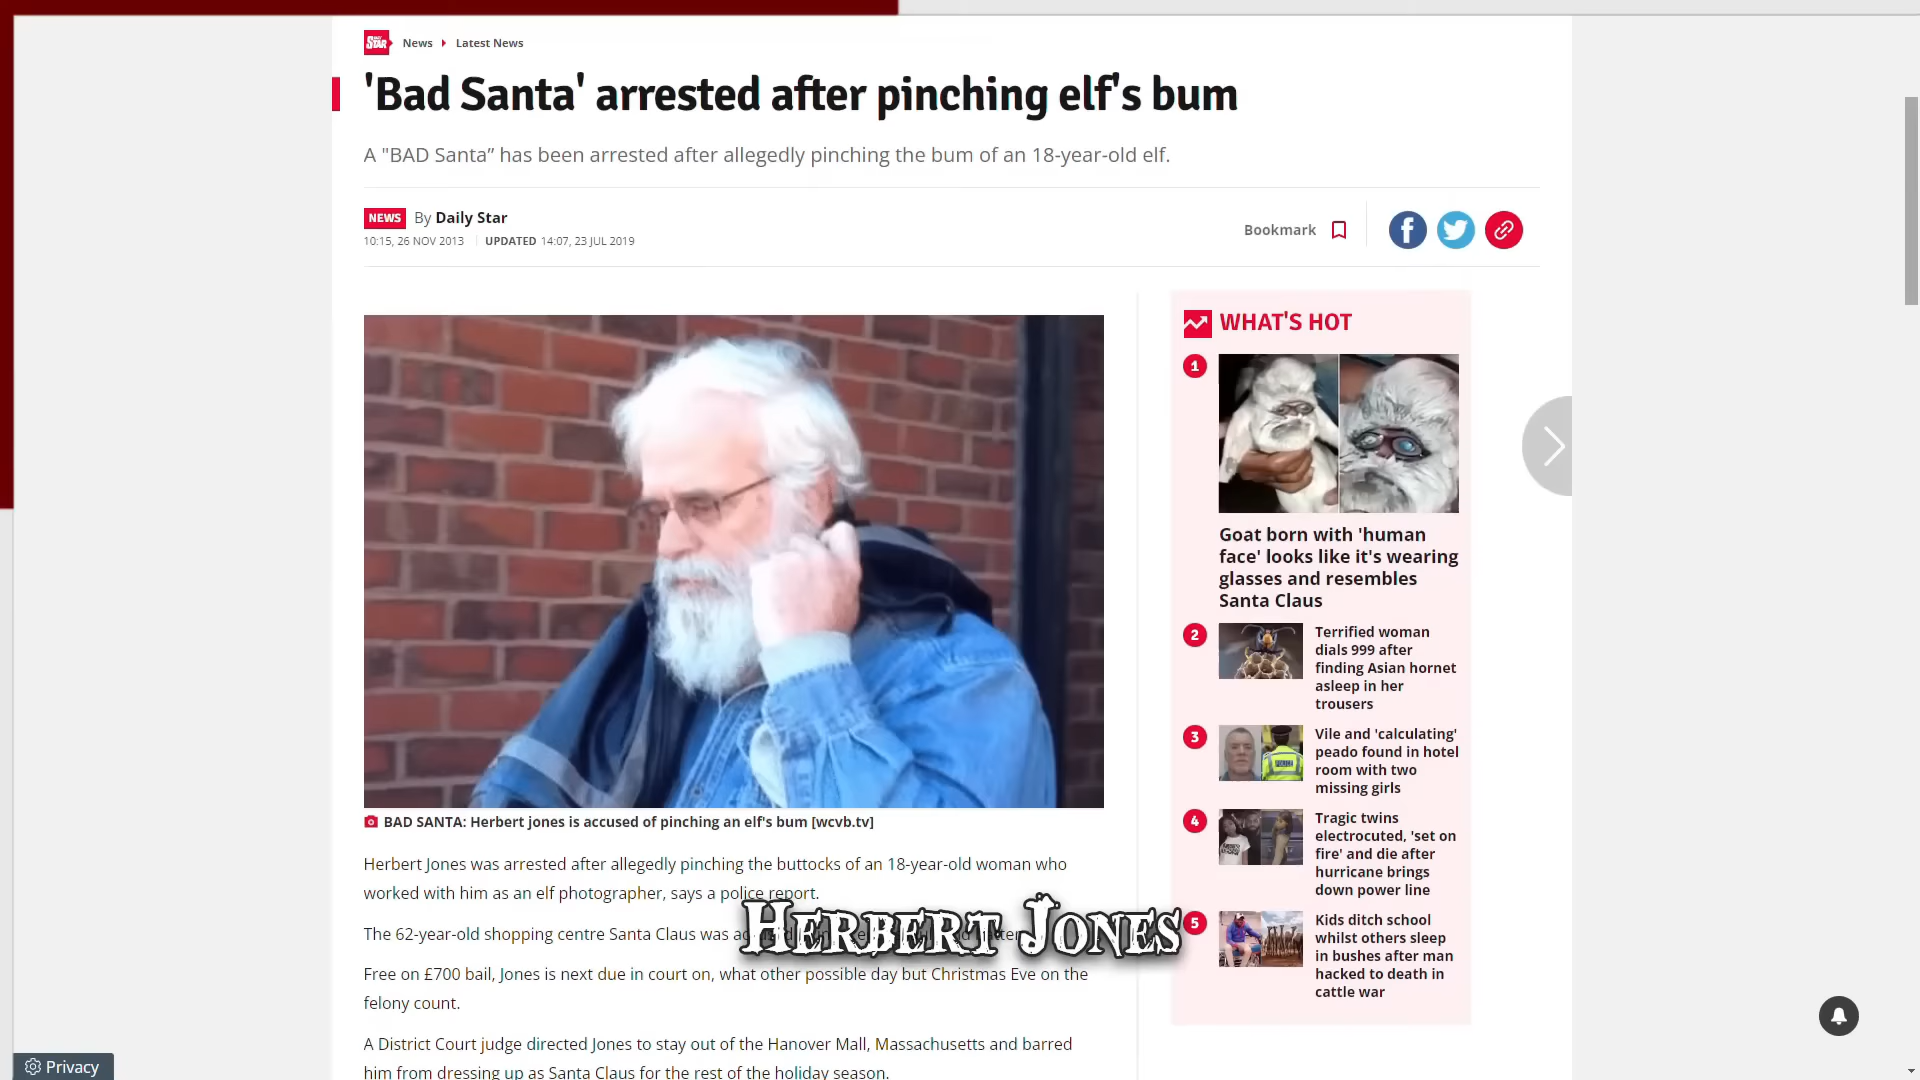 STAR
News
Latest News
'Bad Santa' arrested after pinching elf's bum
A "BAD Santa” has been arrested after allegedly pinching the bum of an 18-year-old elf.
NEWS By Daily Star
10:15, 26 NOV 2013 UPDATED 14:07, 23 JUL 2019
Bookmark
BAD SANTA: Herbert jones is accused of pinching an elf's bum [wcvb.tv]
Herbert Jones was arrested after allegedly pinching the buttocks of an 18-year-old woman who
worked with him as an elf photographer, says a police report.
The 62-year-old shopping centre Santa Claus was
Free on £700 bail, Jones is next due in court on, what other possible day but Christmas Eve on the
felony count.
A District Court judge directed Jones to stay out of the Hanover Mall, Massachusetts and barred
him from dressing up as Santa Claus for the rest of the holiday season.
Herbert Jones
WHAT'S HOT
1
Goat born with 'human
face' looks like it's wearing
glasses and resembles
Santa Claus
2
Terrified woman
dials 999 after
finding Asian hornet
asleep in her
trousers
3
Vile and 'calculating'
peado found in hotel
room with two
missing girls
4
Tragic twins
electrocuted, 'set on
fire' and die after
hurricane brings
down power line
5
Kids ditch school
whilst others sleep
in bushes after man
hacked to death in
cattle war
Privacy